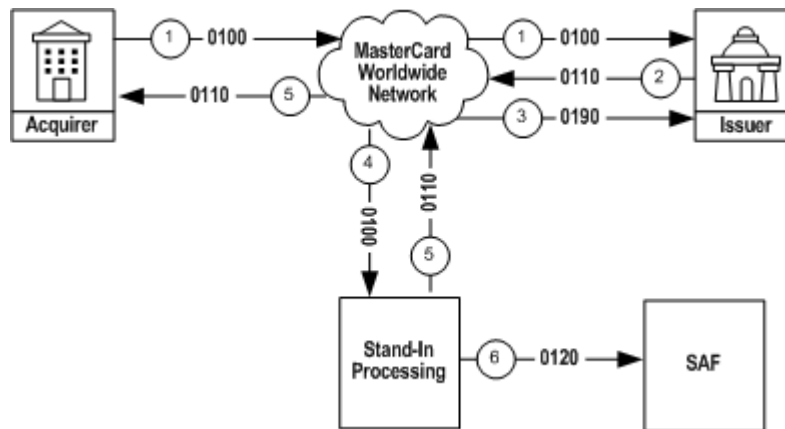 1 0100
MasterCard
Worldwide
Network
1 0100
0110 5
0110 2
3 0190
Acquirer
Issuer
4
0100
0110
5
Stand-In
Processing
6 0120
SAF